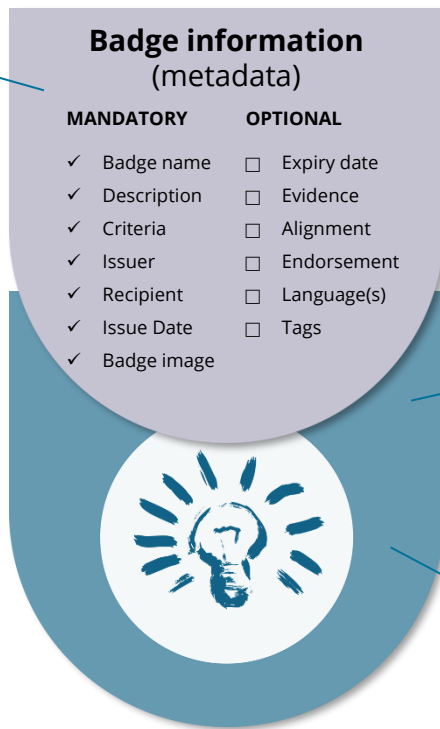 Badge information
(metadata)
MANDATORY OPTIONAL
✓ Badge name □ Expiry date
✓ Description □ Evidence
✓ Criteria □ Alignment
✓ Issuer □ Endorsement
✓ Recipient □ Language(s)
✓ Issue Date □ Tags
✓ Badge image